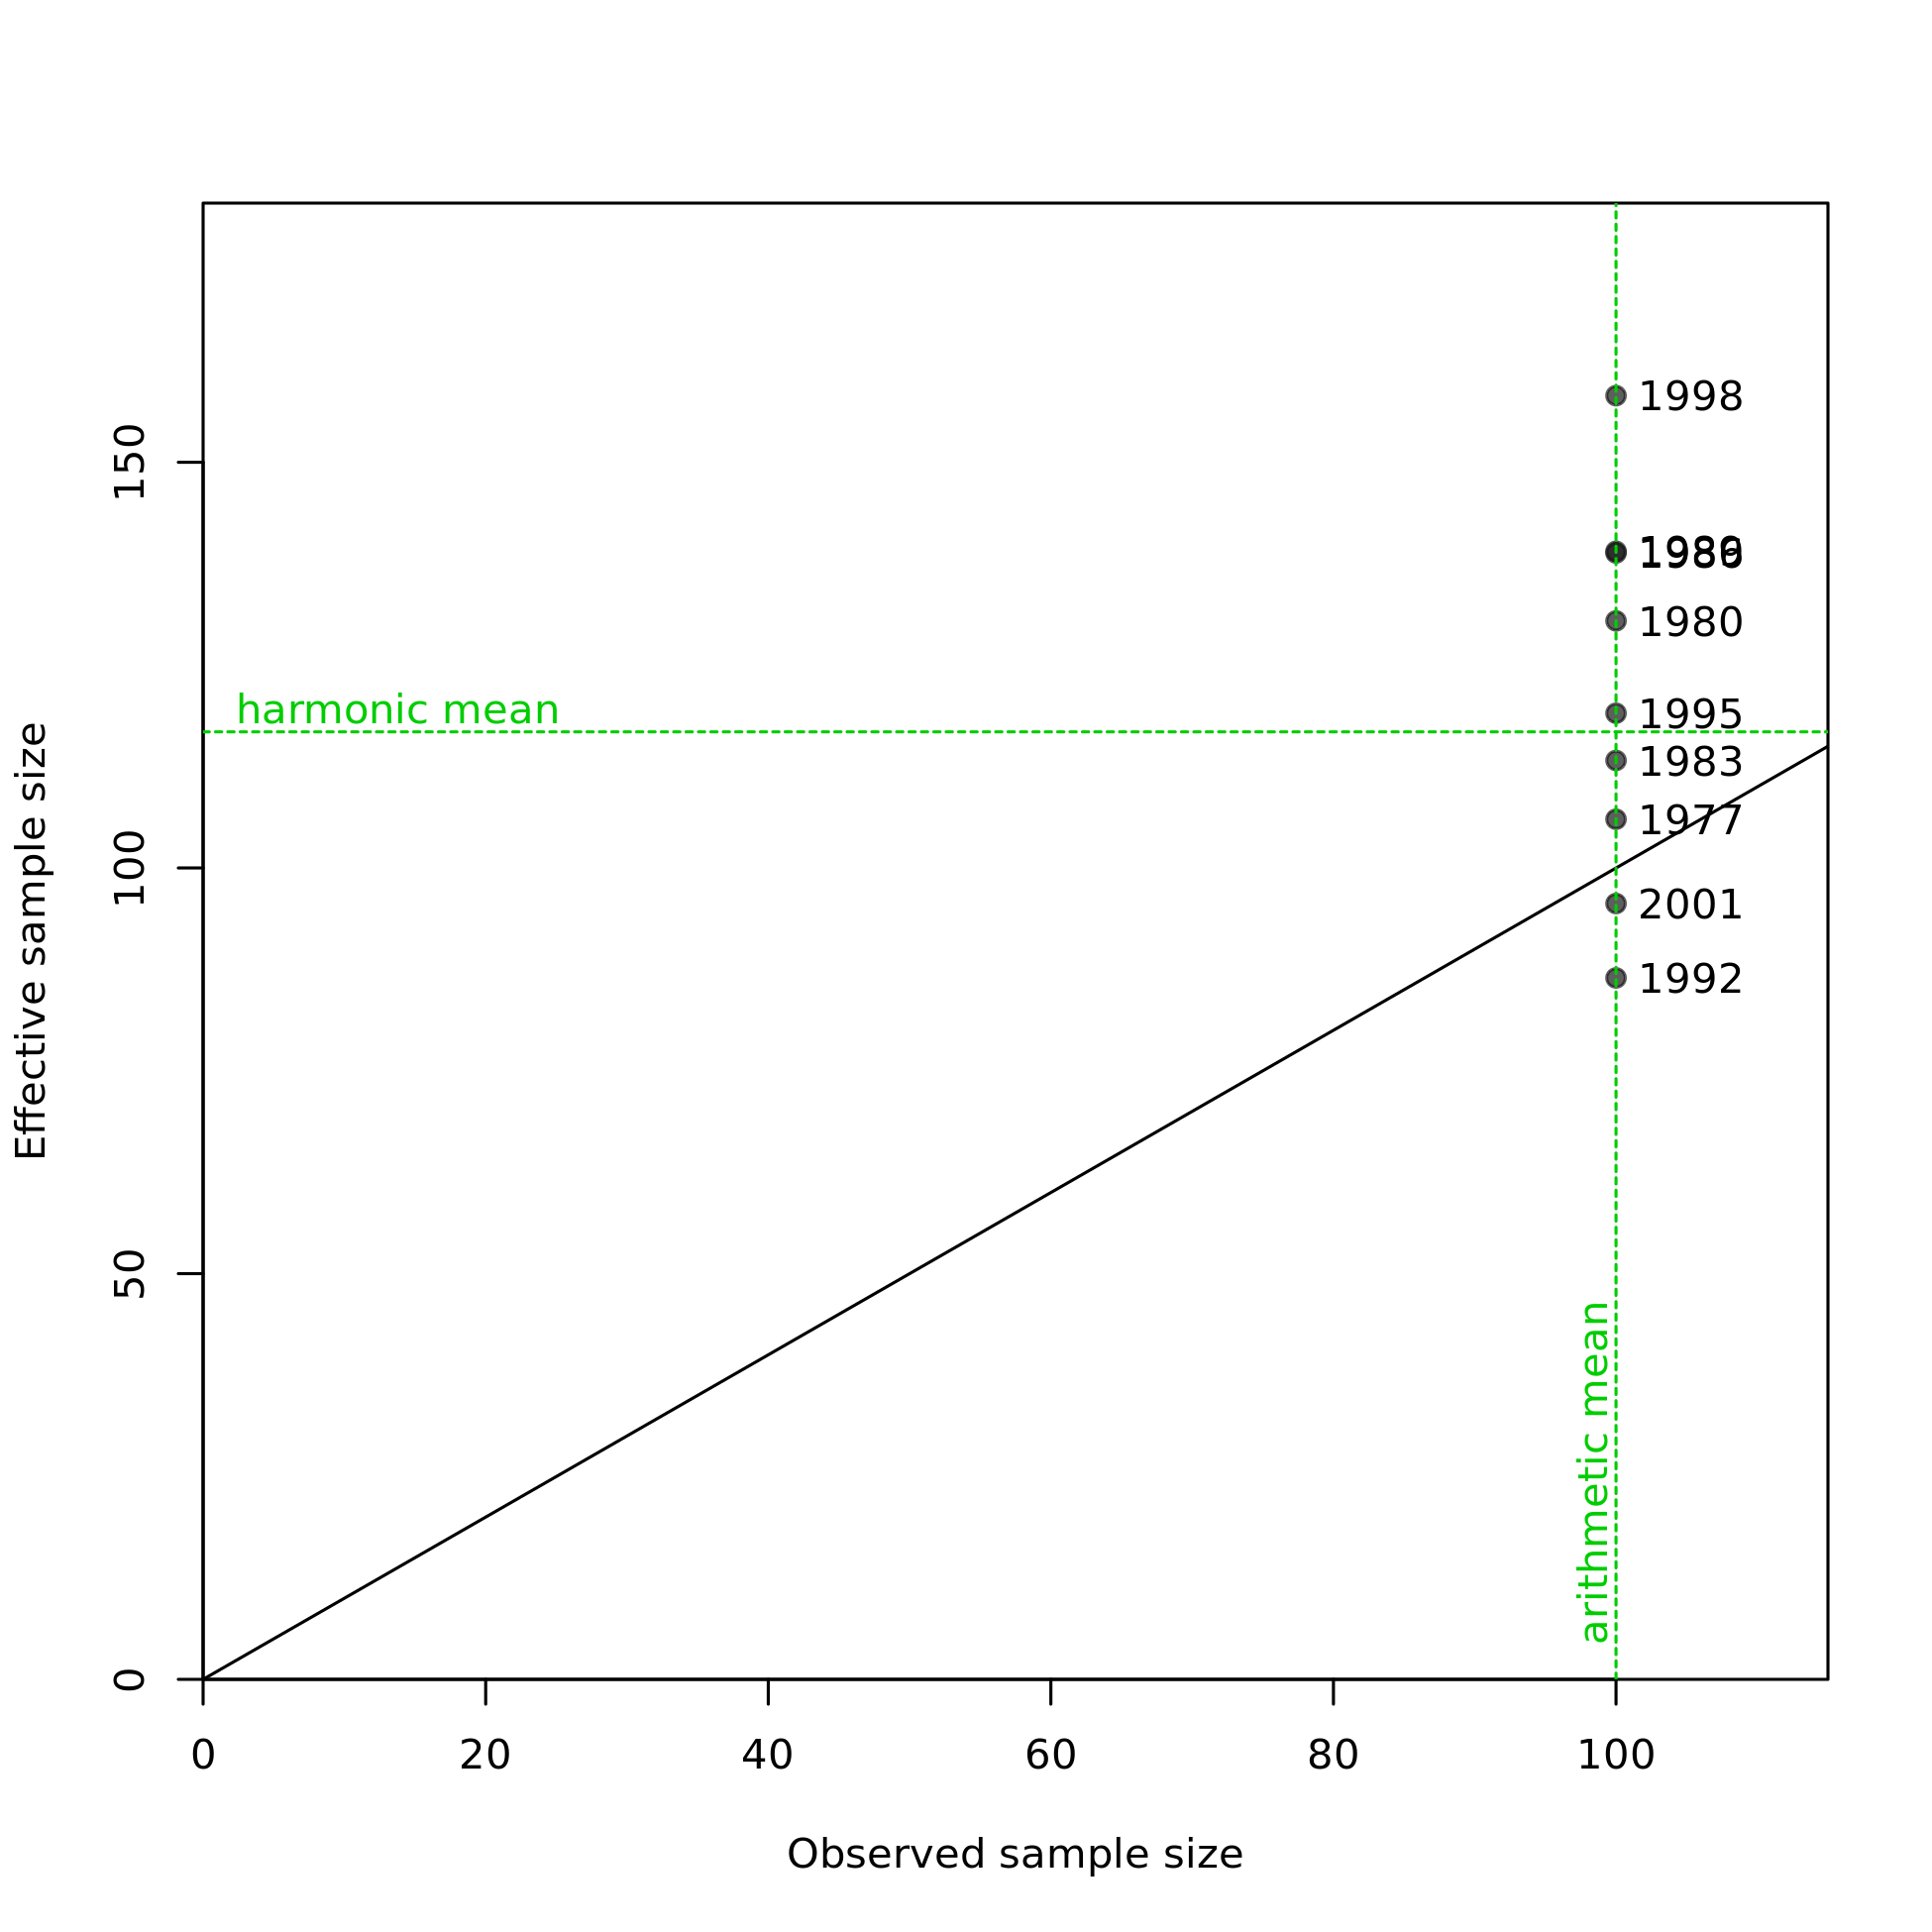 1998
1980
harmonic mean
1995
1983
1977
2001
1992
arithmetic mean
Effective sample size
150
100
50
0
0 20 40 60 80 100
Observed sample size